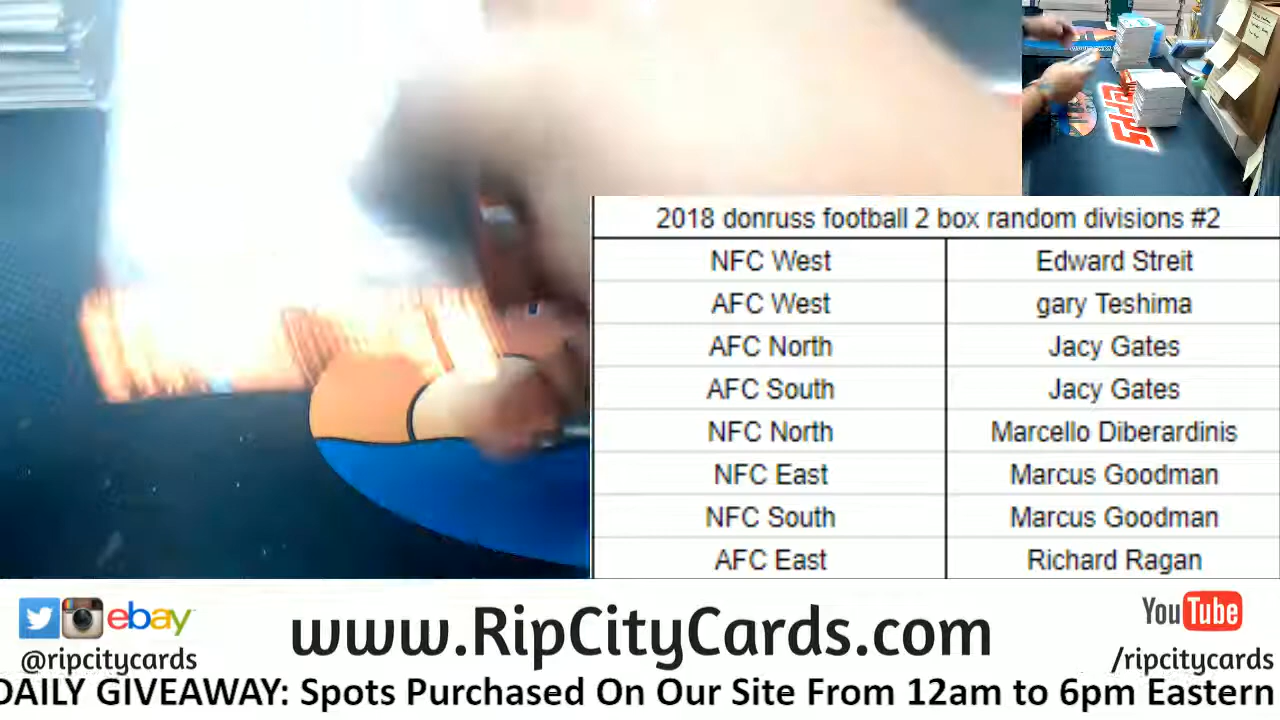 2018 donruss football 2 box random divisions #2
NFC West Edward Streit
AFC West gary Teshima
AFC North Jacy Gates
AFC South Jacy Gates
NFC North Marcello Diberardinis
NFC East Marcus Goodman
NFC South Marcus Goodman
AFC East Richard Ragan
ebay
www.RipCityCards.com
YouTube
@ripcitycards
/ripcitycards
DAILY GIVEAWAY: Spots Purchased On Our Site From 12am to 6pm Eastern